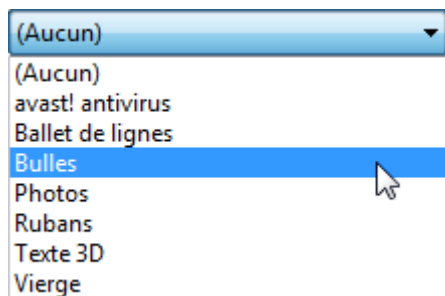 (Aucun)
(Aucun)
avast! antivirus
Ballet de lignes
Bulles
Photos
Rubans
Texte 3D
Vierge